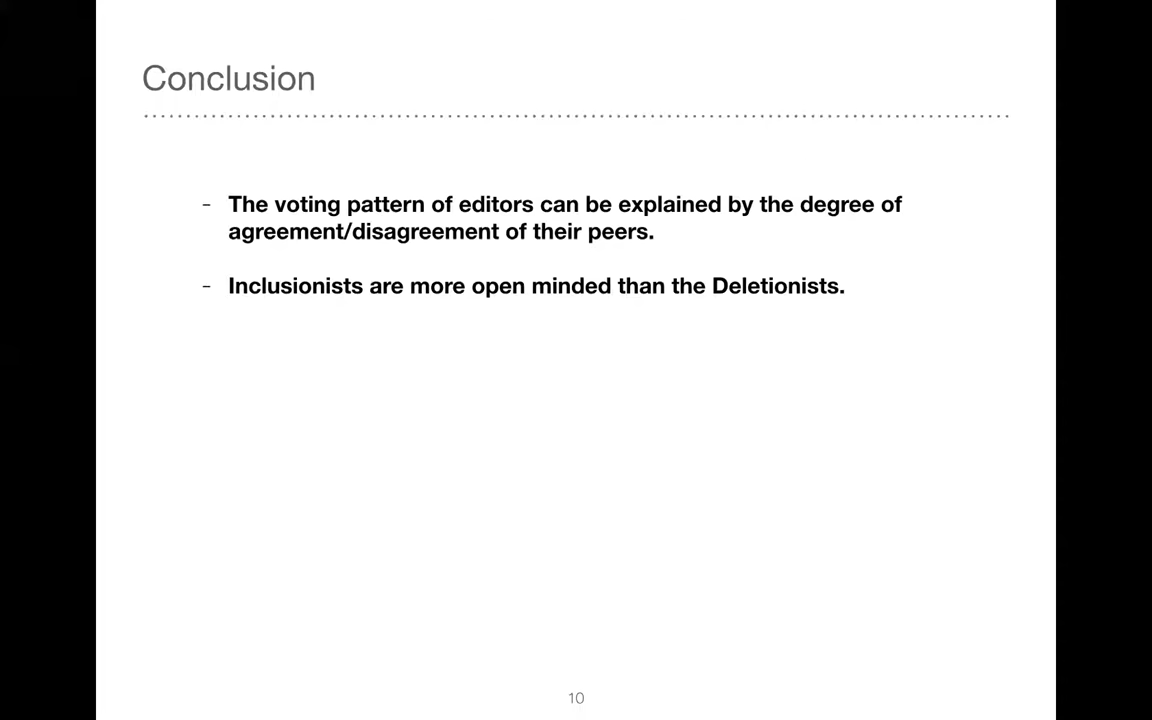 Conclusion
- The voting pattern of editors can be explained by the degree of
agreement/disagreement of their peers.
- Inclusionists are more open minded than the Deletionists.
10